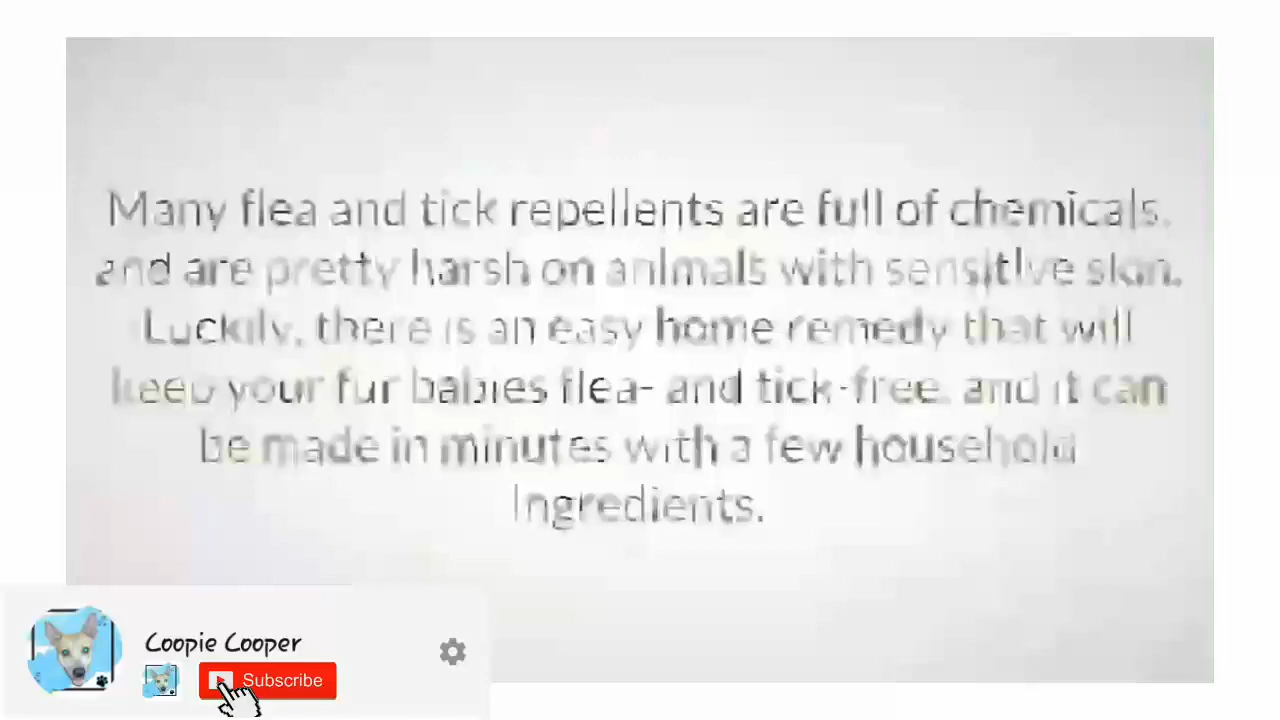 Many flea and tick repellents are full of chemicals,
and are pretty harsh on animals with sensitive skin.
Luckily, there is an easy home remedy that will
keep your fur babies flea- and tick-free, and it can
be made in minutes with a few household
ingredients.
Coopie Cooper
Subscribe